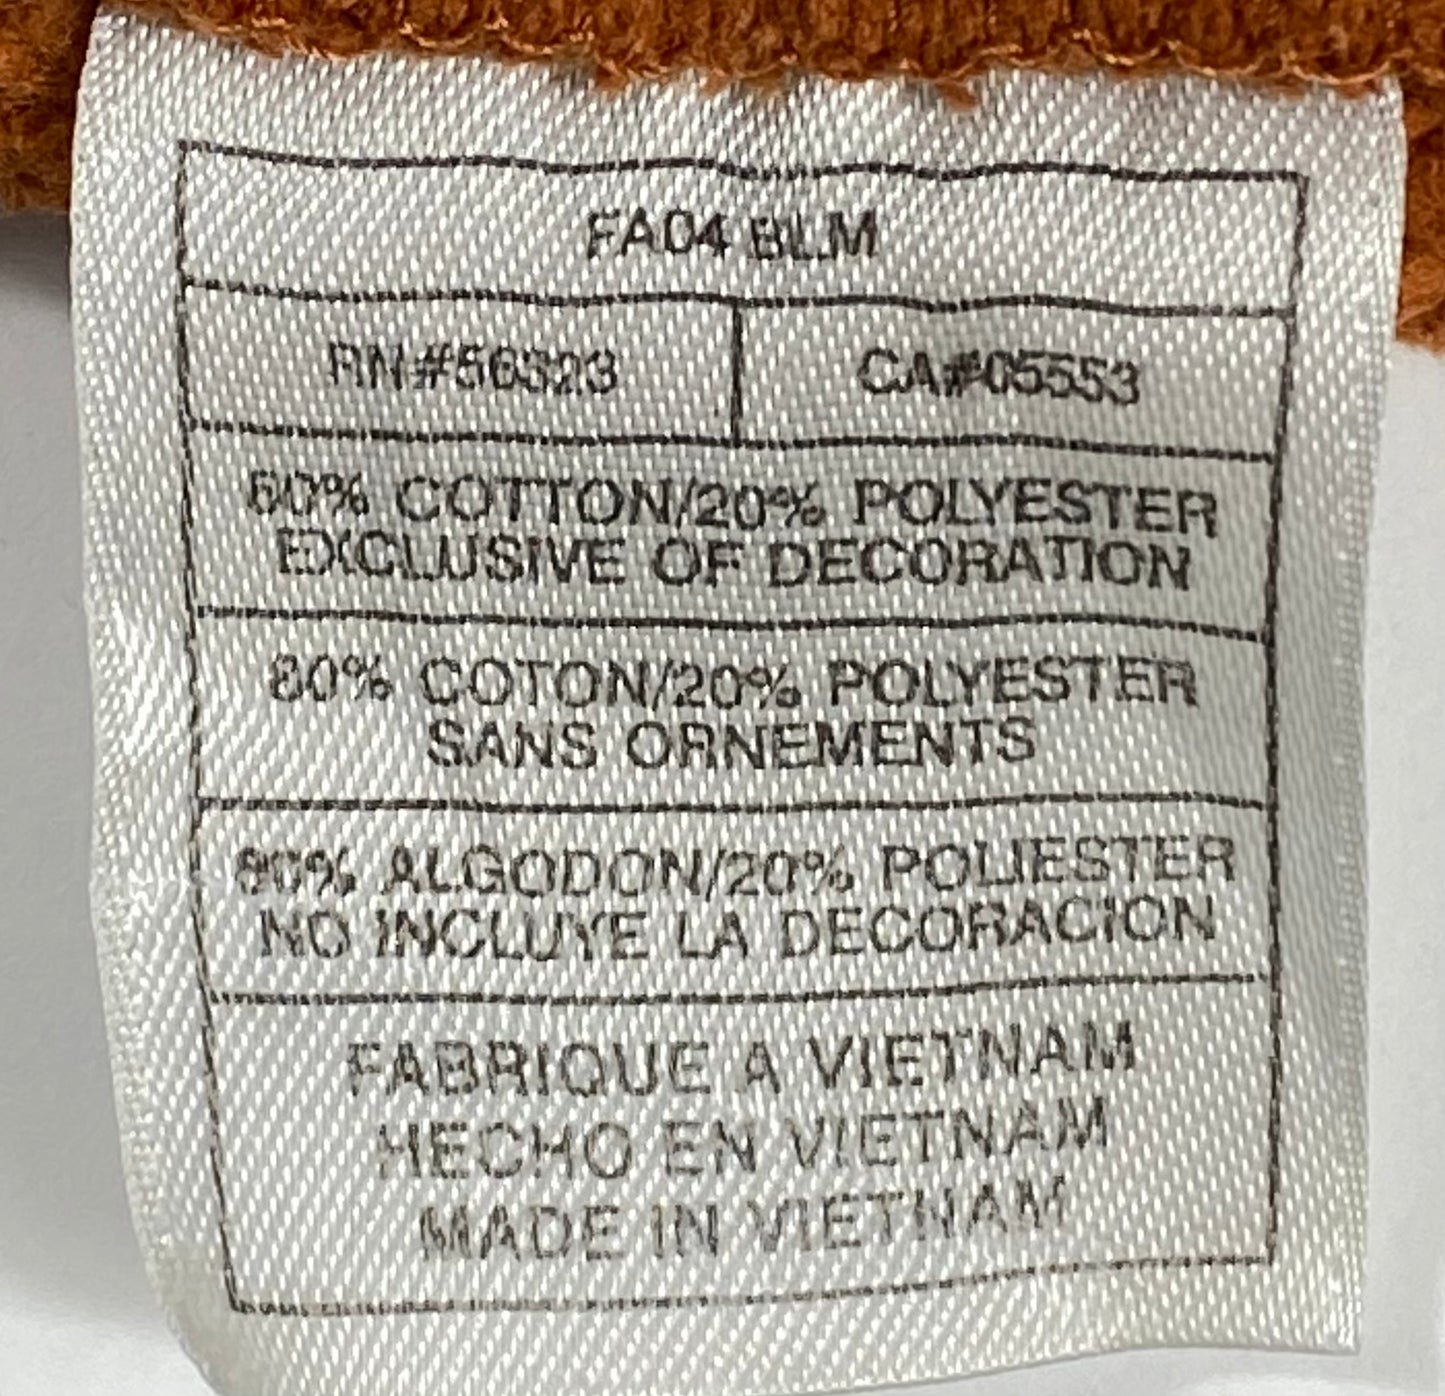 FA04 BLM
RN#56323
CA#05553
80% COTTON/20% POLYESTER
EXCLUSIVE OF DECORATION
80% COTON/20% POLYESTER
SANS ORNEMENTS
80% ALGODON/20% POLIESTER
NO INCLUYE LA DECORACION
FABRIQUE A VIETNAM
HECHO EN VIETNAM
MADE IN VIETNAM